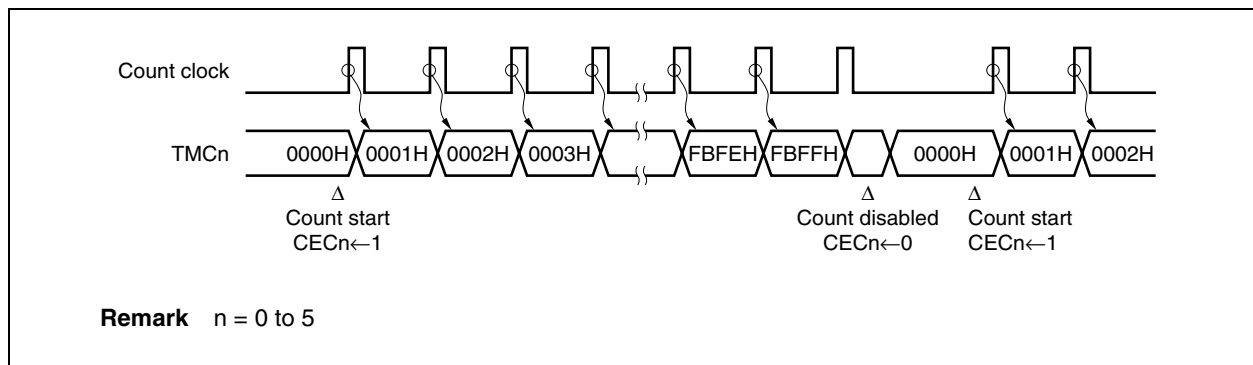 Count clock
TMCn 0000H 0001H 0002H 0003H FBFEH FBFFH 0000H 0001H 0002H
Δ Δ Δ
Count start Count disabled Count start
CECn←1 CECn←0 CECn←1
Remark n = 0 to 5